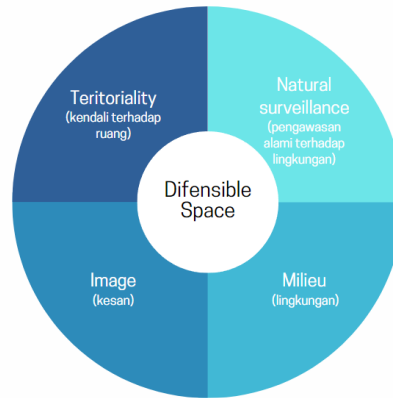 Teritoriality
(kendali terhadap
ruang)
Natural
surveillance
(pengawasan
alami terhadap
lingkungan)
Difensible
Space
Image
(kesan)
Milieu
(lingkungan)